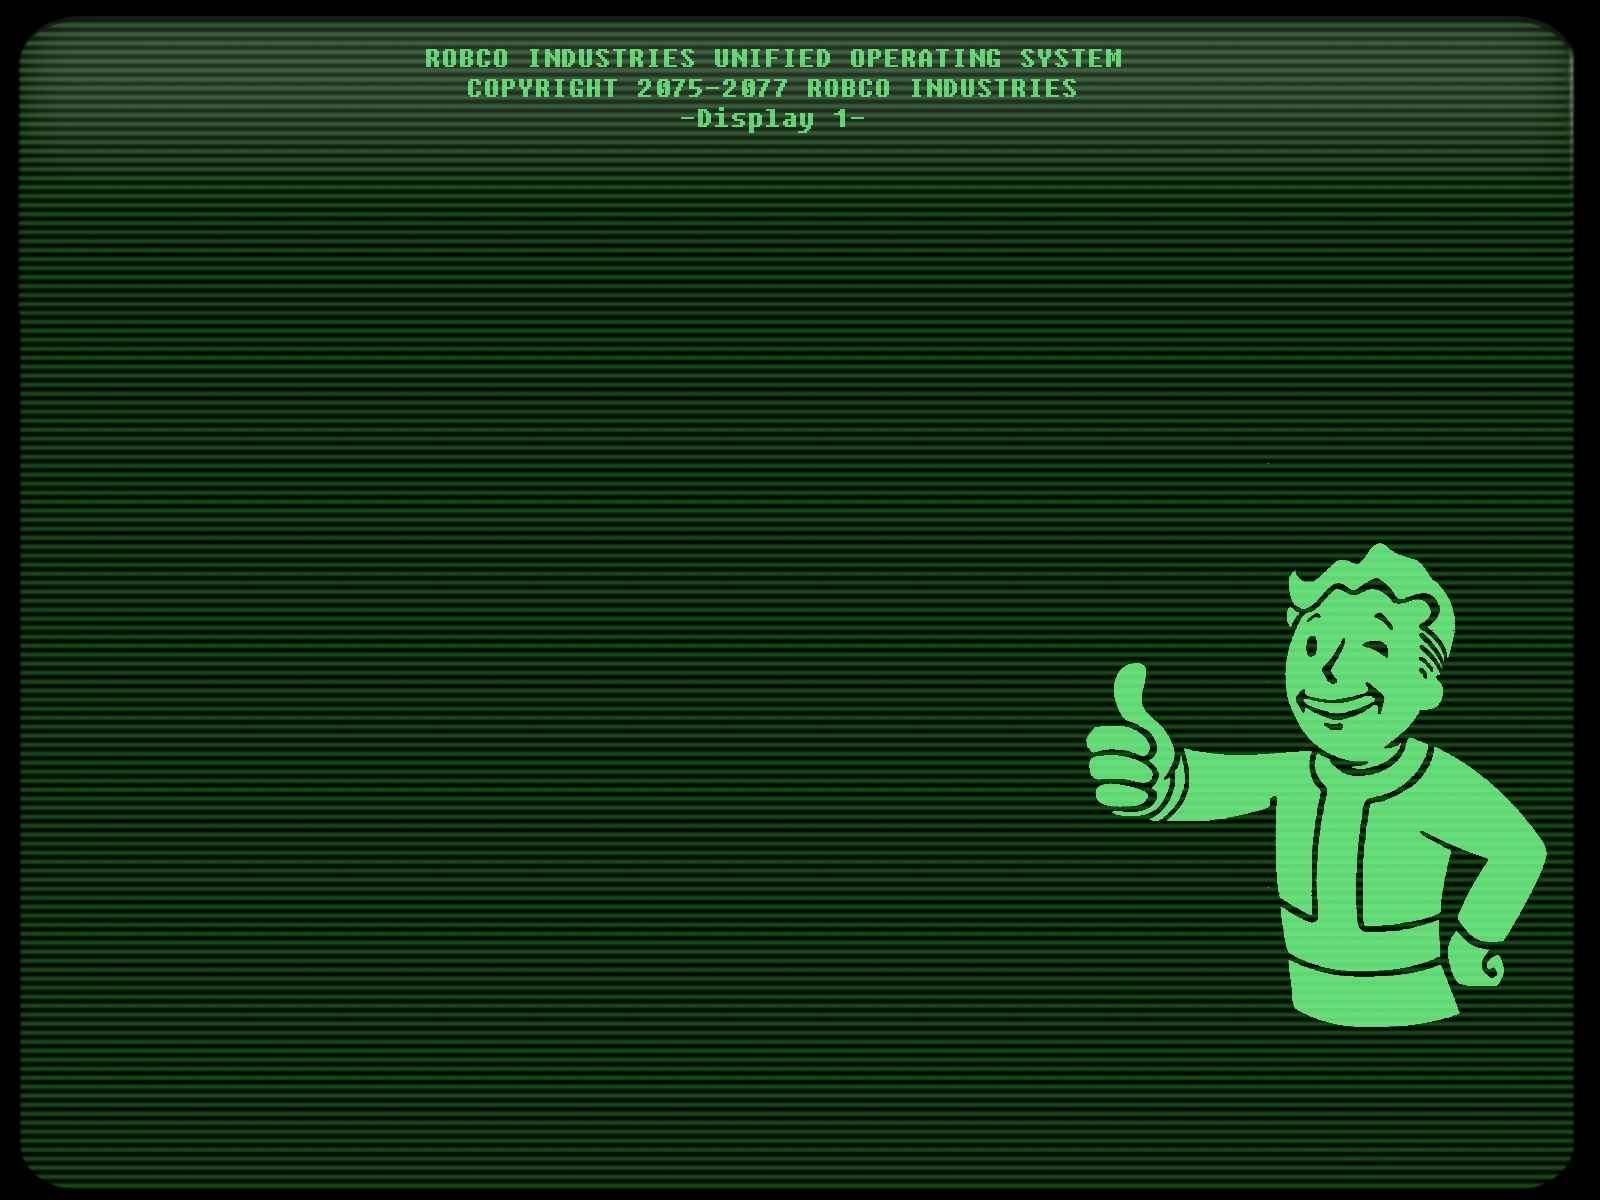 ROBCO INDUSTRIES UNIFIED OPERATING SYSTEM
COPYRIGHT 2075-2077 ROBCO INDUSTRIES
-Display 1-